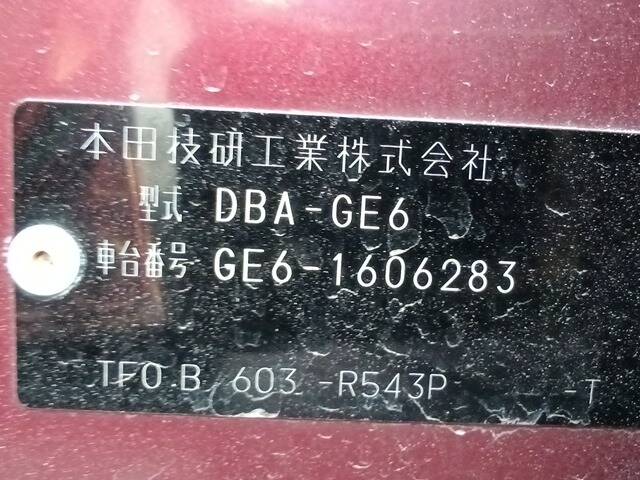 本田技研工業株式会社
型式 DBA-GE6
車台番号 GE6-1606283
TF0 B 603 -R543P -T